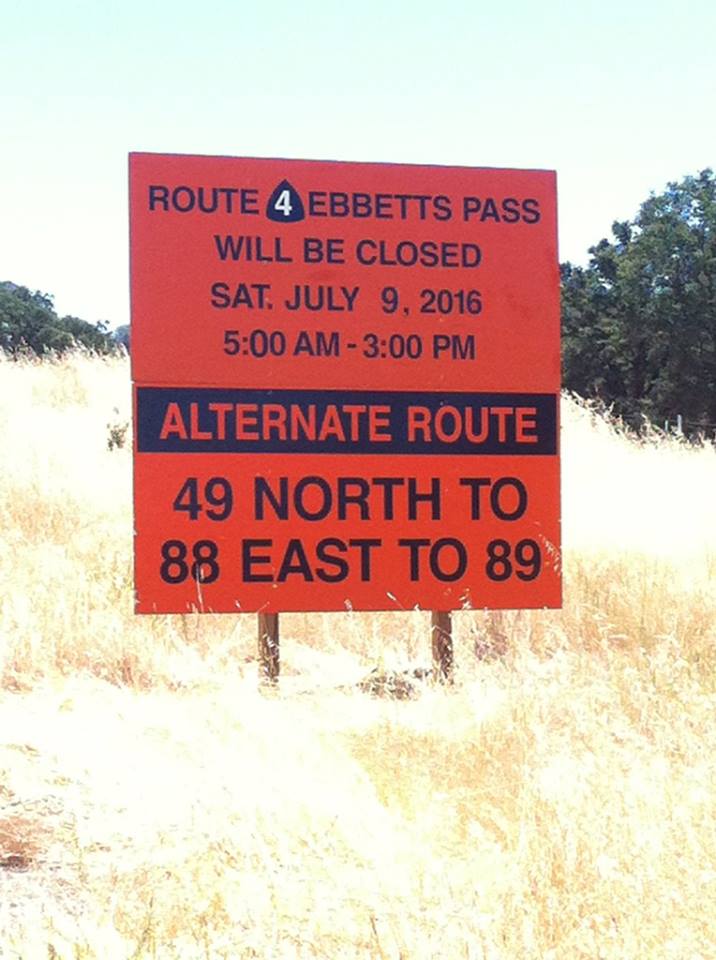 ROUTE 4 EBBETTS PASS
WILL BE CLOSED
SAT. JULY 9, 2016
5:00 AM - 3:00 PM
ALTERNATE ROUTE
49 NORTH TO
88 EAST TO 89